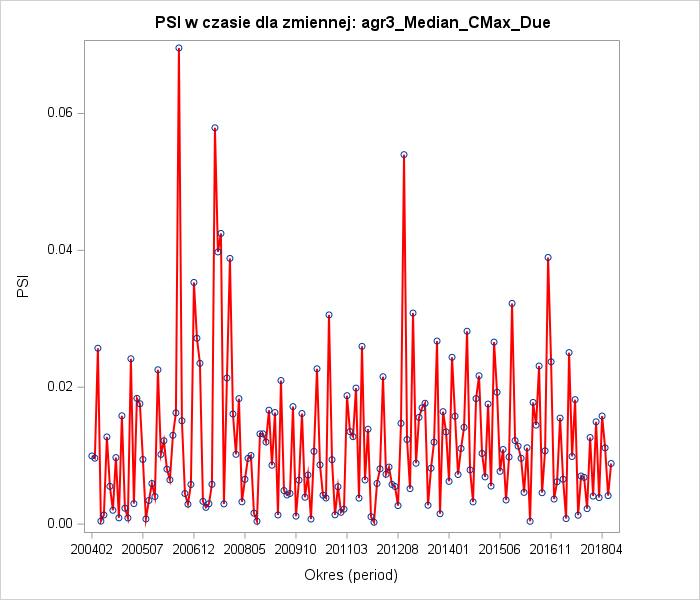 PSI w czasie dla zmiennej: agr3_Median_CMax_Due
0.06
0.04
0.02
0.00
PSI
200402 200507 200612 200805 200910 201103 201208 201401 201506 201611 201804
Okres (period)